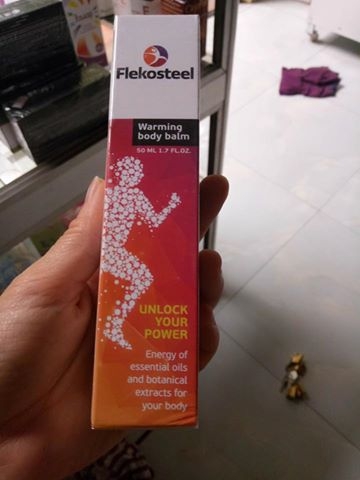 Flekosteel
Warming
body balm
50 ML 1.7 FL.OZ.
UNLOCK
YOUR
POWER
Energy of
essential oils
and botanical
extracts for
your body